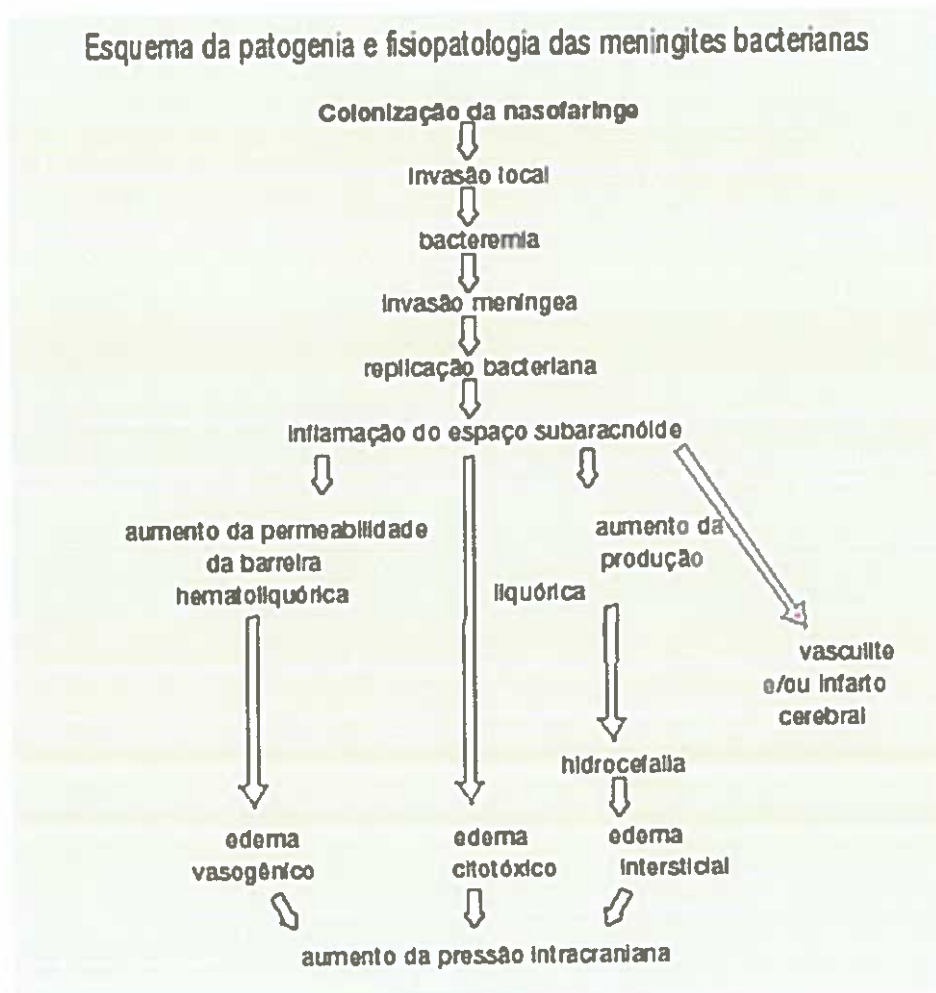 Esquema da patogenia e fisiopatologia das meningites bacterianas
Colonização da nasofaringe
Invasão local
bacteremia
Invasão meníngea
replicação bacteriana
Inflamação do espaço subaracnóide
aumento da permeabilidade
da barreira
hematoliquórica
aumento da
produção
liquórica
vasculite
e/ou infarto
cerebral
hidrocefalia
edema
vasogênico
edema
citotóxico
edema
intersticial
aumento da pressão intracraniana